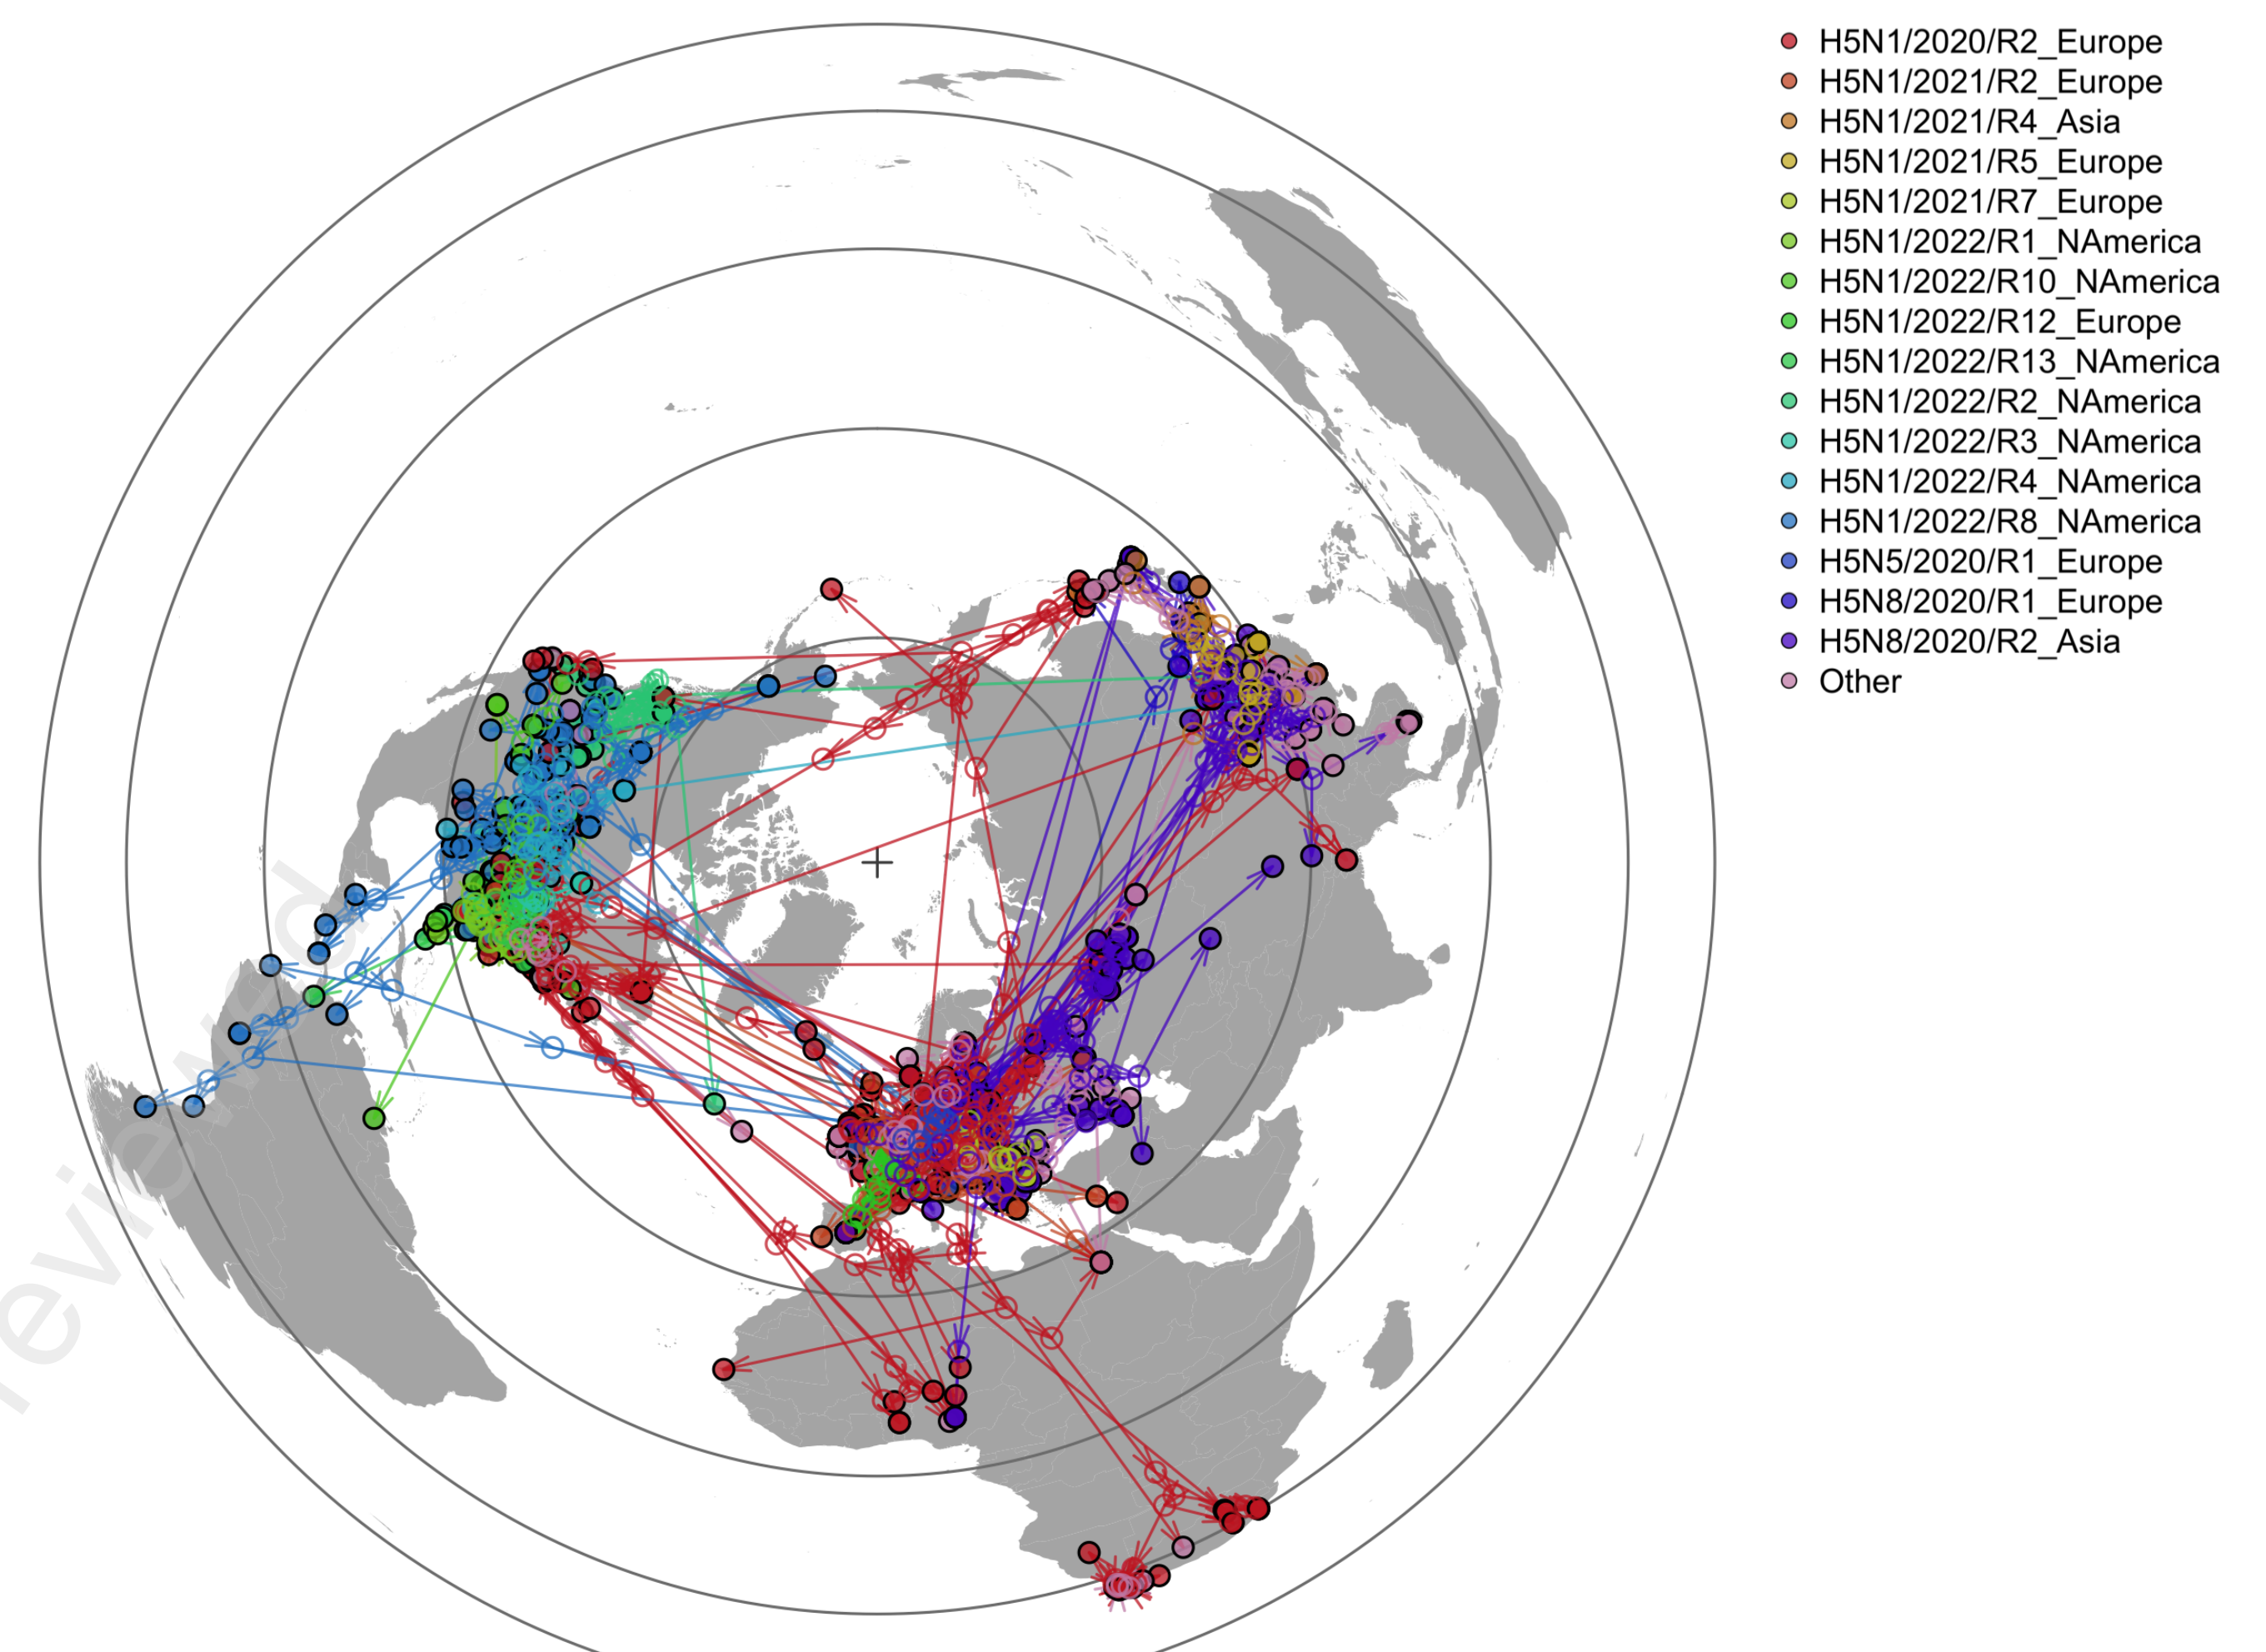 H5N1/2020/R2_Europe
H5N1/2021/R2_Europe
H5N1/2021/R4_Asia
H5N1/2021/R5_Europe
H5N1/2021/R7_Europe
H5N1/2022/R1_NAmerica
H5N1/2022/R10_NAmerica
H5N1/2022/R12_Europe
H5N1/2022/R13_NAmerica
H5N1/2022/R2_NAmerica
H5N1/2022/R3_NAmerica
H5N1/2022/R4_NAmerica
H5N1/2022/R8_NAmerica
H5N5/2020/R1_Europe
H5N8/2020/R1_Europe
H5N8/2020/R2_Asia
Other
reviewed